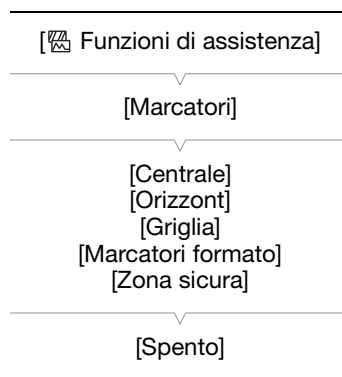 [Funzioni di assistenza]
[Marcatori]
[Centrale]
[Orizzont]
[Griglia]
[Marcatori formato]
[Zona sicura]
[Spento]